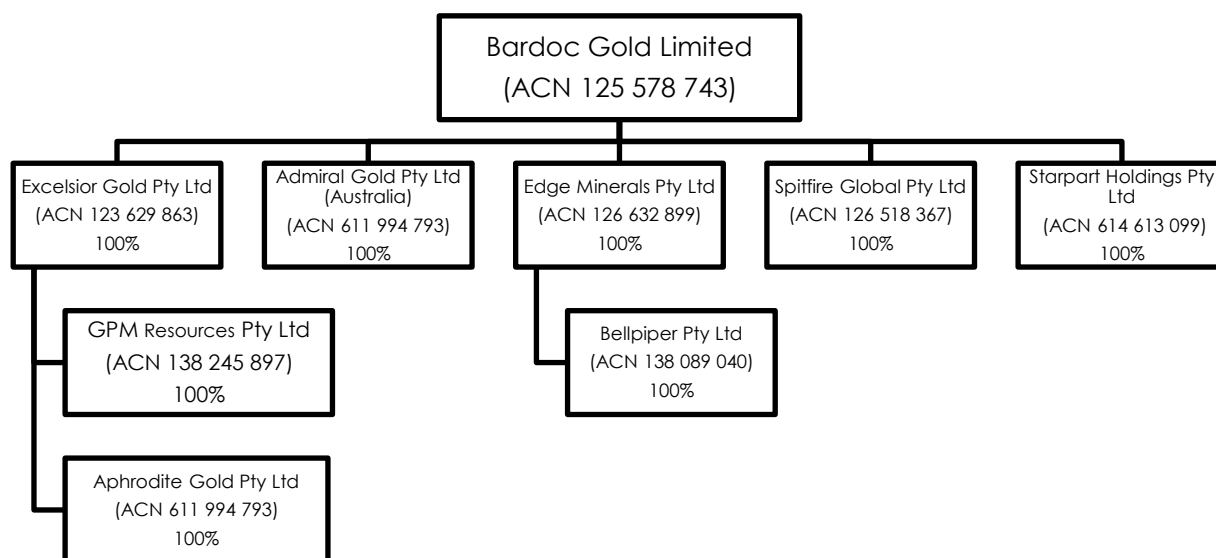 Bardoc Gold Limited
(ACN 125 578 743)
Excelsior Gold Pty Ltd
(ACN 123 629 863)
100%
Admiral Gold Pty Ltd
(Australia)
(ACN 611 994 793)
100%
Edge Minerals Pty Ltd
(ACN 126 632 899)
100%
Spitfire Global Pty Ltd
(ACN 126 518 367)
100%
Starpart Holdings Pty
Ltd
(ACN 614 613 099)
100%
GPM Resources Pty Ltd
(ACN 138 245 897)
100%
Bellpiper Pty Ltd
(ACN 138 089 040)
100%
Aphrodite Gold Pty Ltd
(ACN 611 994 793)
100%